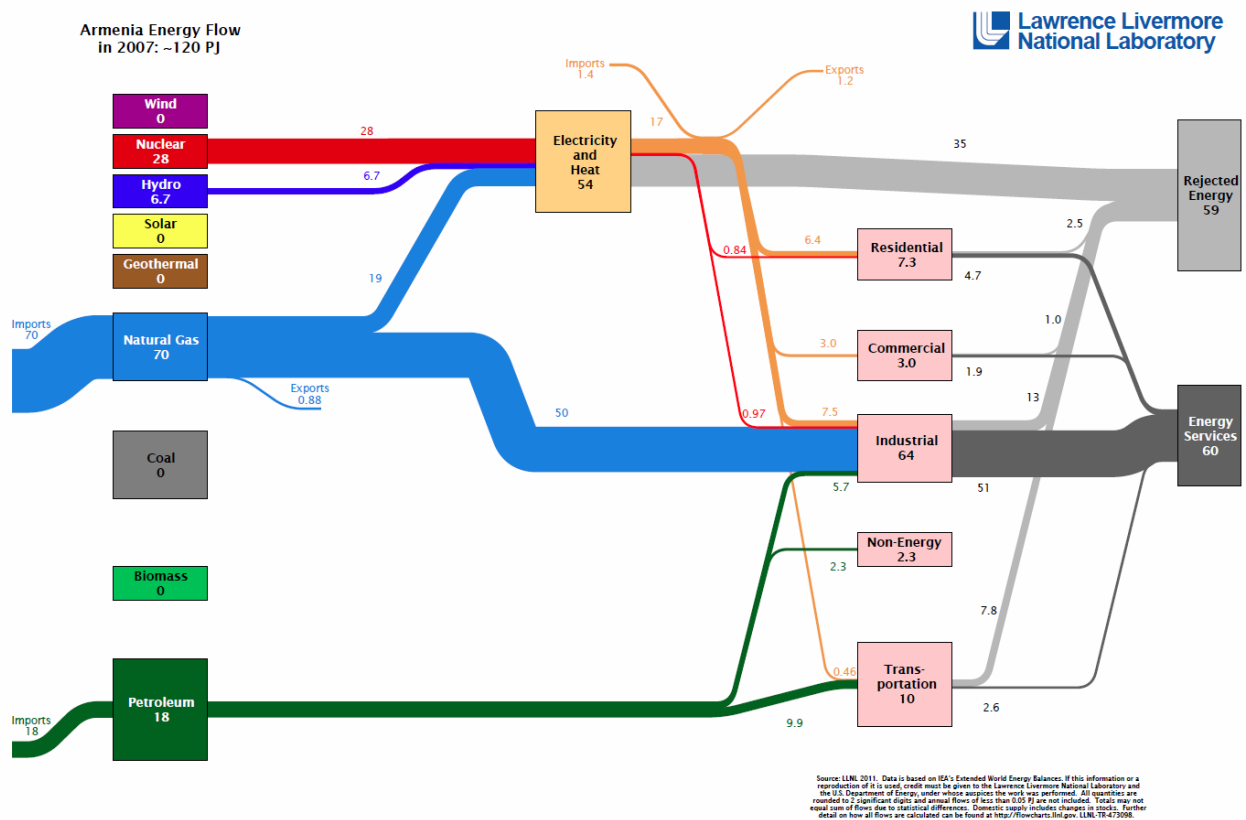 Armenia Energy Flow
in 2007: ~120 PJ
Lawrence Livermore
National Laboratory
Imports
1.4
Exports
1.2
Wind
0
Nuclear
28
28
Hydro
6.7
6.7
Solar
0
Geothermal
0
Electricity
and
Heat
54
17
35
Rejected
Energy
59
Imports
70
Natural Gas
70
19
Exports
0.88
50
Coal
0
Biomass
0
Imports
18
Petroleum
18
0.84
6.4
Residential
7.3
2.5
4.7
3.0
Commercial
3.0
1.0
1.9
0.97
7.5
Industrial
64
13
51
5.7
Energy
Services
60
2.3
Non-Energy
2.3
0.46
9.9
Trans-
portation
10
7.8
2.6
Source: LLNL 2011. Data is based on IEA's Extended World Energy Balances. If this information or a
reproduction of it is used, credit must be given to the Lawrence Livermore National Laboratory and
the U.S. Department of Energy, under whose auspices the work was performed. All quantities are
rounded to 2 significant digits and annual flows of less than 0.05 PJ are not included. Totals may not
equal sum of flows due to statistical differences. Domestic supply includes changes in stocks. Further
detail on how all flows are calculated can be found at http://flowcharts.llnl.gov. LLNL-TR-473098.